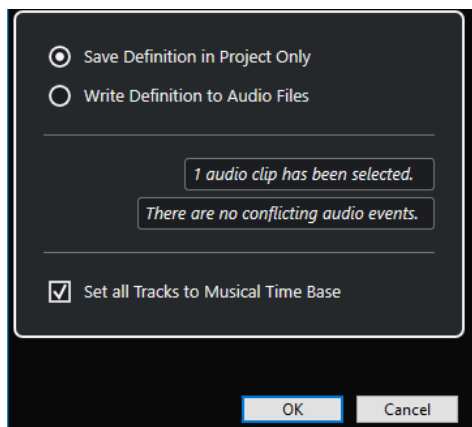 Save Definition in Project Only
Write Definition to Audio Files
1 audio clip has been selected.
There are no conflicting audio events.
Set all Tracks to Musical Time Base
OK
Cancel